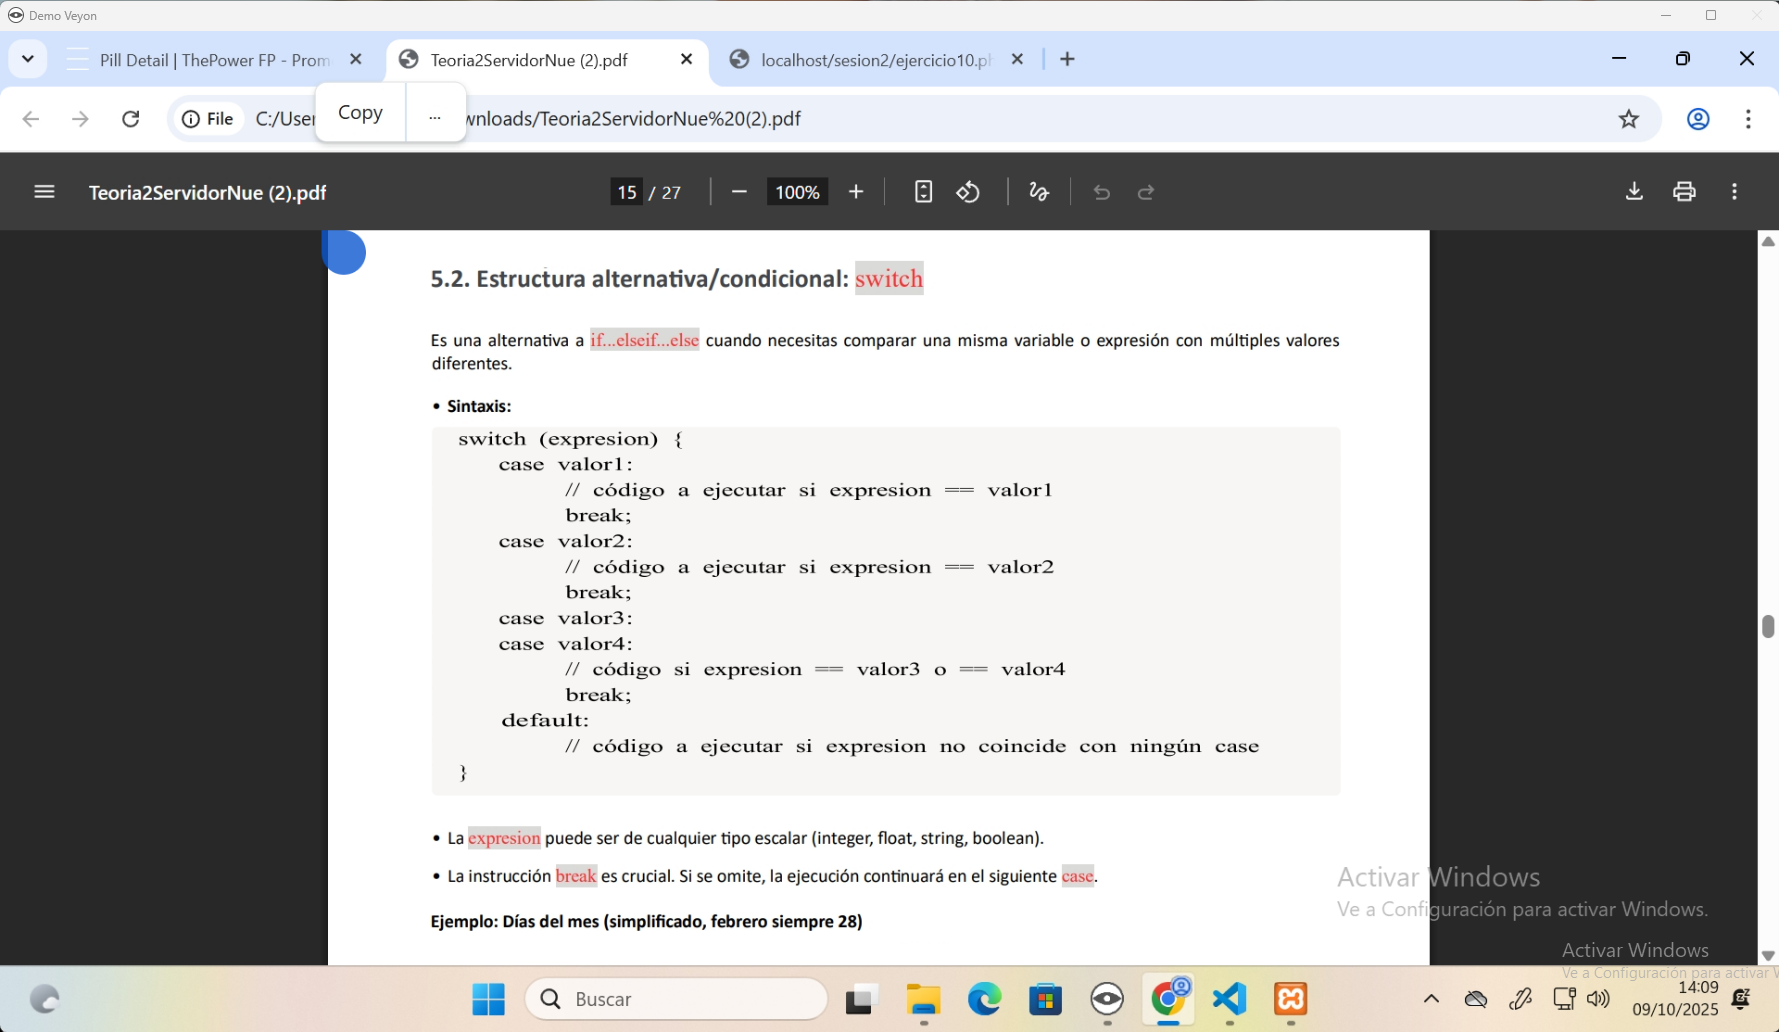 Demo Veyon
Pill Detail | ThePower FP - Prom
Teoria2ServidorNue (2).pdf
localhost/sesion2/ejercicio10.ph
File
C:/User
Copy
...
wnloads/Teoria2ServidorNue%20(2).pdf
Teoria2ServidorNue (2).pdf
15 / 27
100%
5.2. Estructura alternativa/condicional: switch
Es una alternativa a if...elseif...else cuando necesitas comparar una misma variable o expresión con múltiples valores
diferentes.
• Sintaxis:
switch (expresion) {
case valor1:
// código a ejecutar si expresion == valor1
break;
case valor2:
// código a ejecutar si expresion == valor2
break;
case valor3:
case valor4:
// código si expresion == valor3 o == valor4
break;
default:
// código a ejecutar si expresion no coincide con ningún case
}
• La expresion puede ser de cualquier tipo escalar (integer, float, string, boolean).
• La instrucción break es crucial. Si se omite, la ejecución continuará en el siguiente case.
Ejemplo: Días del mes (simplificado, febrero siempre 28)
Activar Windows
Ve a Configuración para activar Windows.
Activar Windows
Ve a Configuración para activar W
Buscar
14:09
09/10/2025